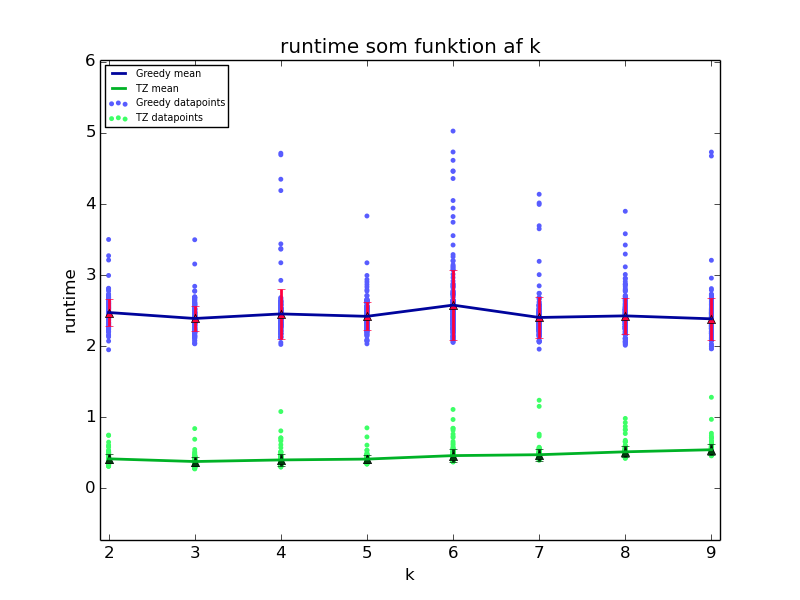 runtime som funktion af k
Greedy mean
TZ mean
Greedy datapoints
TZ datapoints
6
5
4
3
2
1
0
runtime
2 3 4 5 6 7 8 9
k